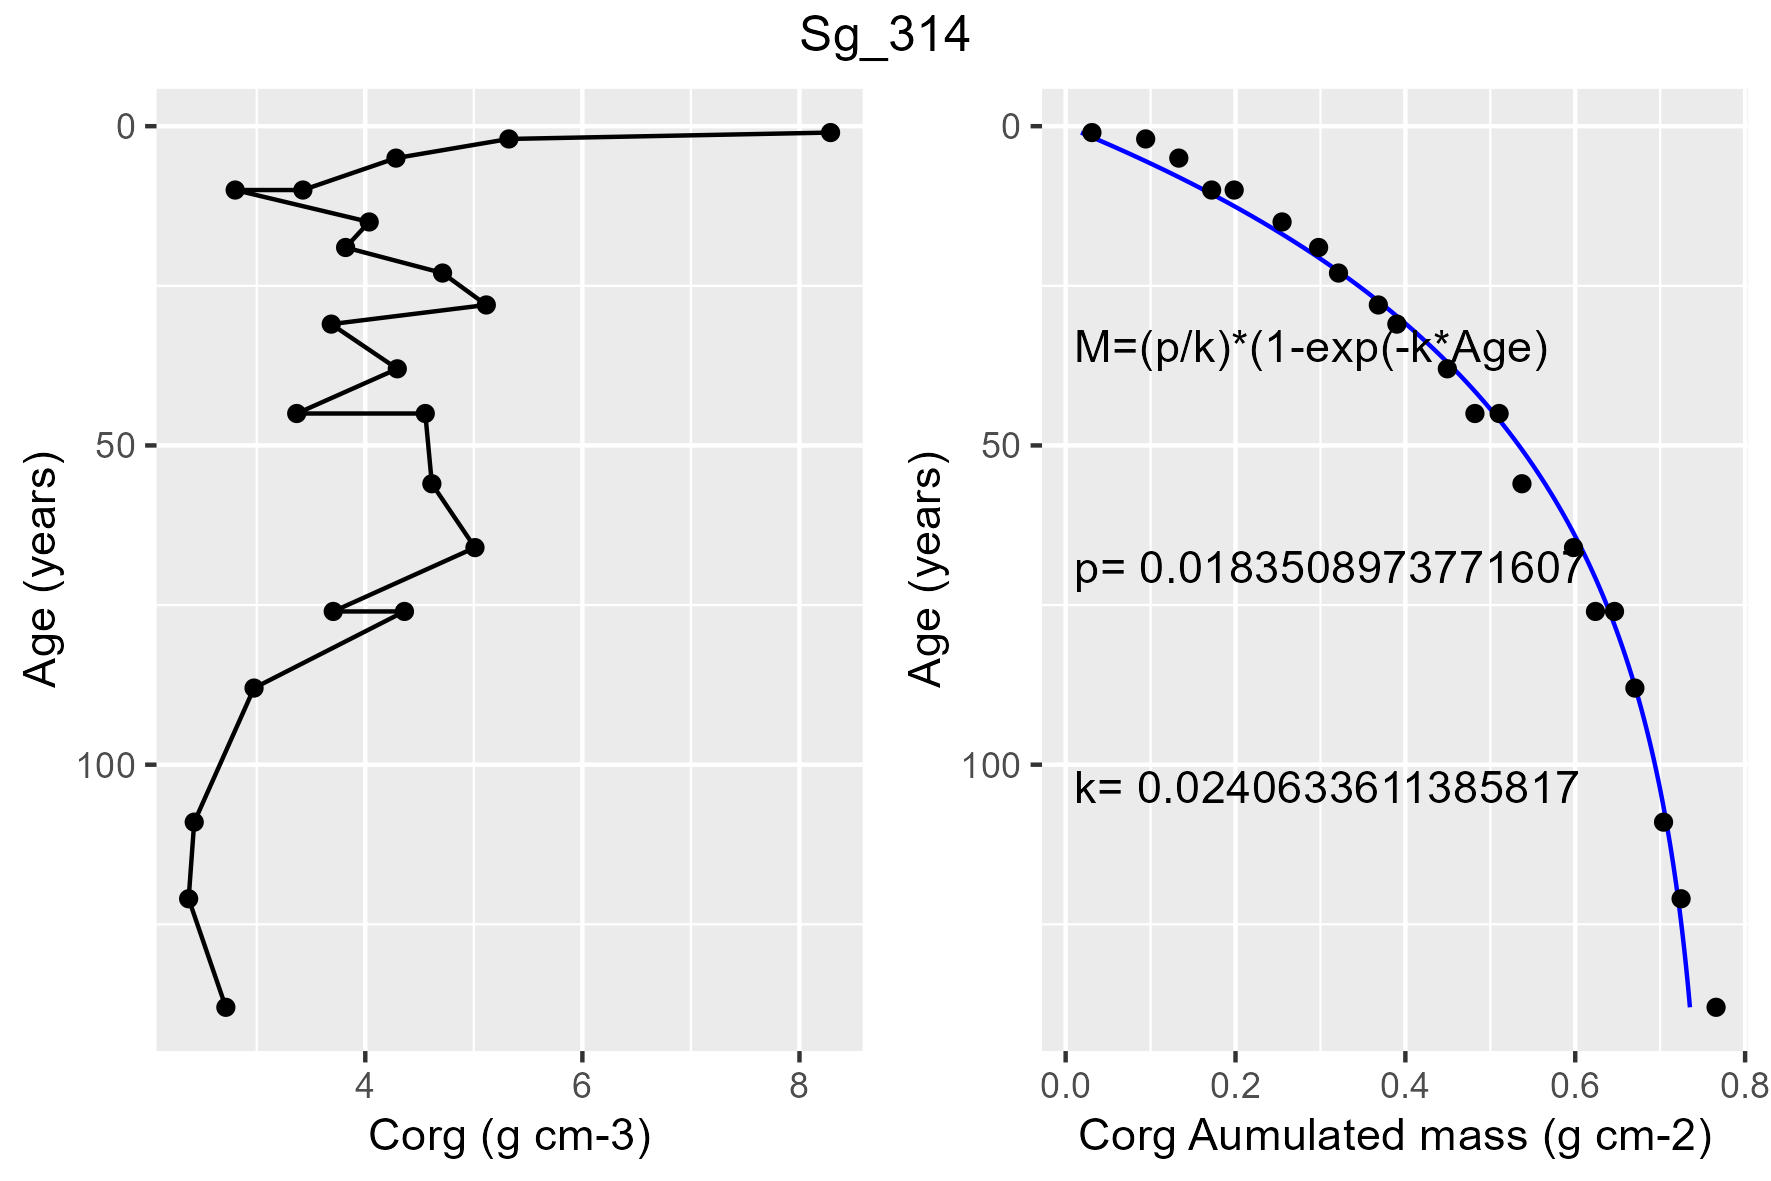 Sg_314
0
50
100
Age (years)
4
6
8
Corg (g cm-3)
0
50
100
Age (years)
M=(p/k)*(1-exp(-k*Age)
p= 0.0183508973771607
k= 0.0240633611385817
0.0
0.2
0.4
0.6
0.8
Corg Aumulated mass (g cm-2)